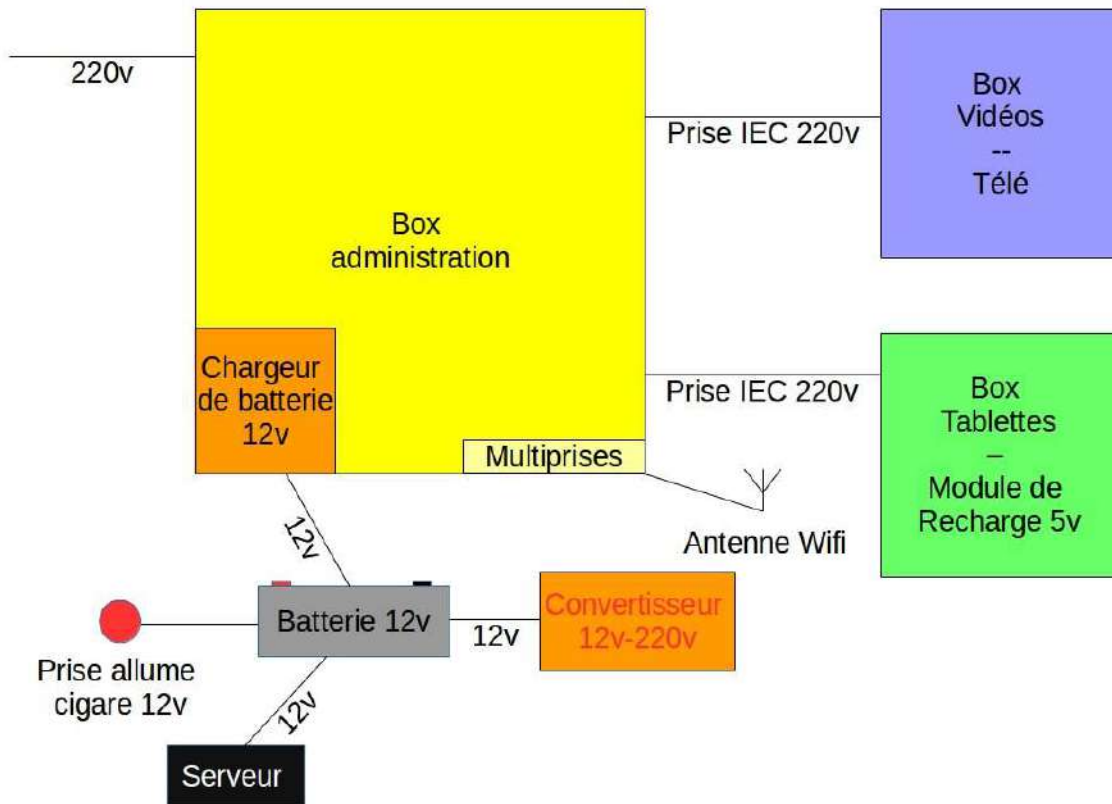 220v
Box
administration
Prise IEC 220v
Box
Vidéos
--
Télé
Chargeur
de batterie
12v
Multiprises
Prise IEC 220v
Box
Tablettes
–
Module de
Recharge 5v
Antenne Wifi
12v
Batterie 12v
12v
Convertisseur
12v-220v
Prise allume
cigare 12v
12v
Serveur